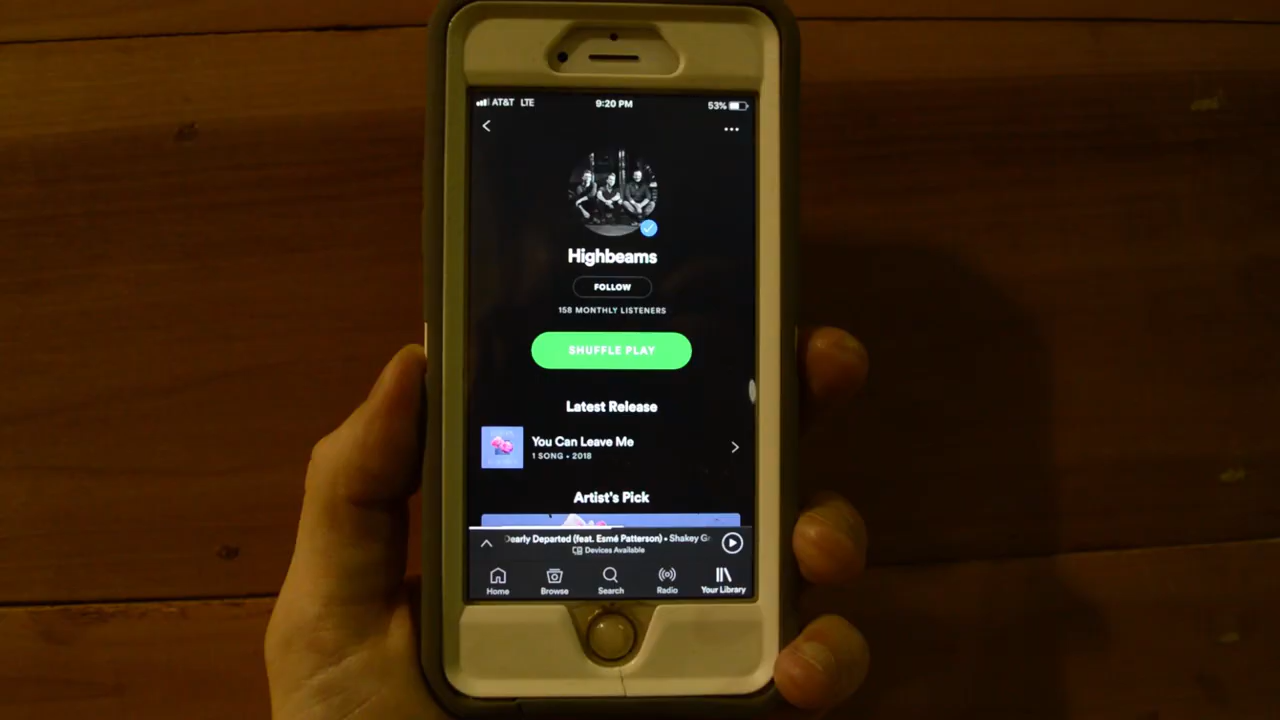 AT&T LTE 9:20 PM 53%
Highbeams
FOLLOW
158 MONTHLY LISTENERS
SHUFFLE PLAY
Latest Release
You Can Leave Me
1 SONG • 2018
Artist's Pick
Dearly Departed (feat. Esmé Patterson) • Shakey Gr
Devices Available
Home Browse Search Radio Your Library